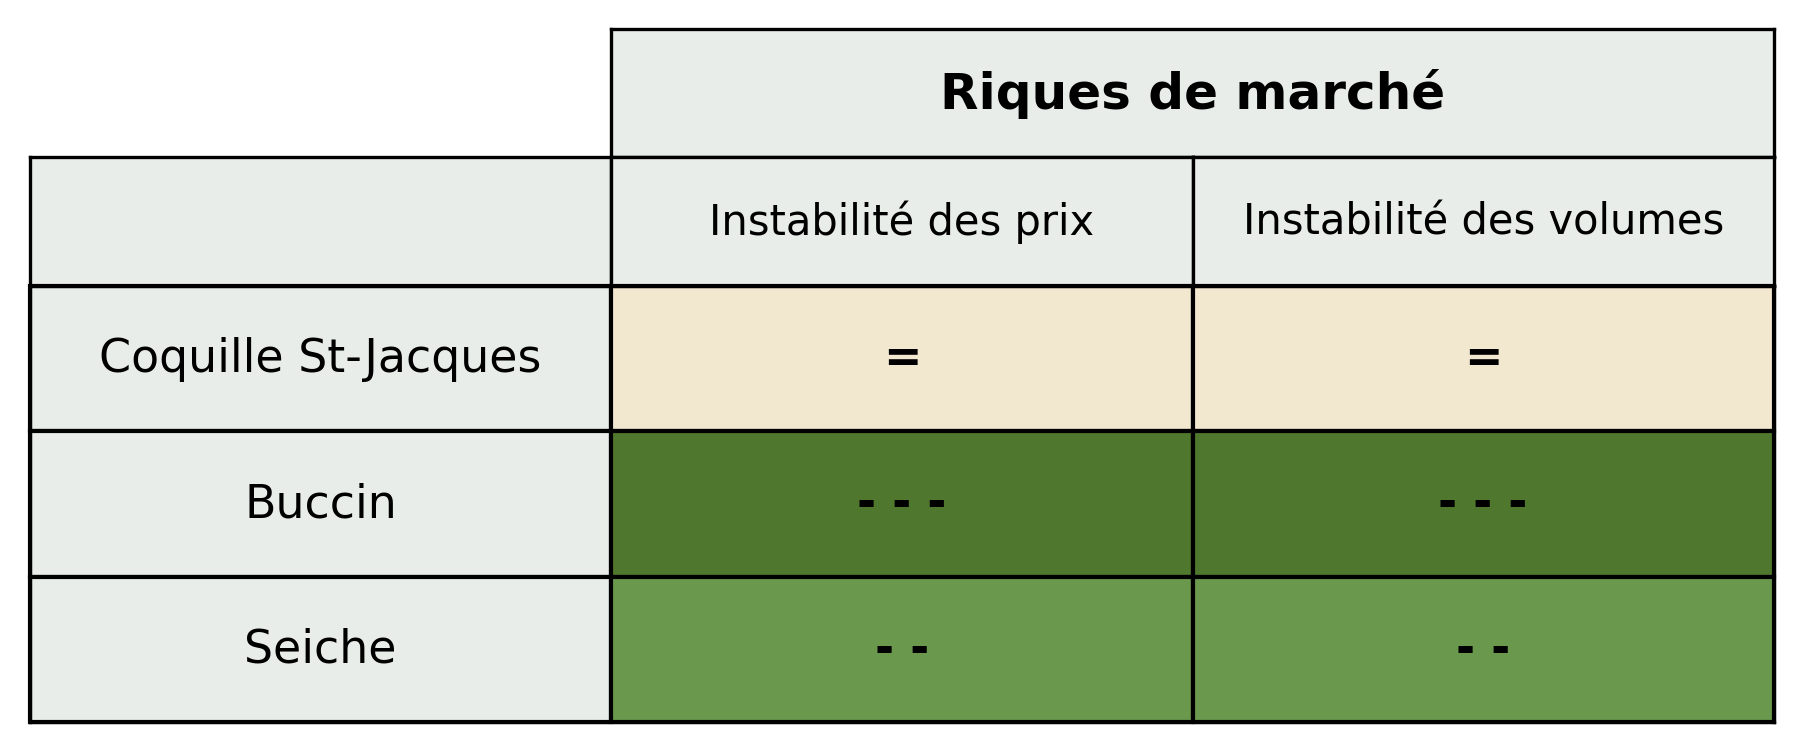 Riques de marché
Instabilité des prix Instabilité des volumes
Coquille St-Jacques = =
Buccin - - - - - -
Seiche - - - -